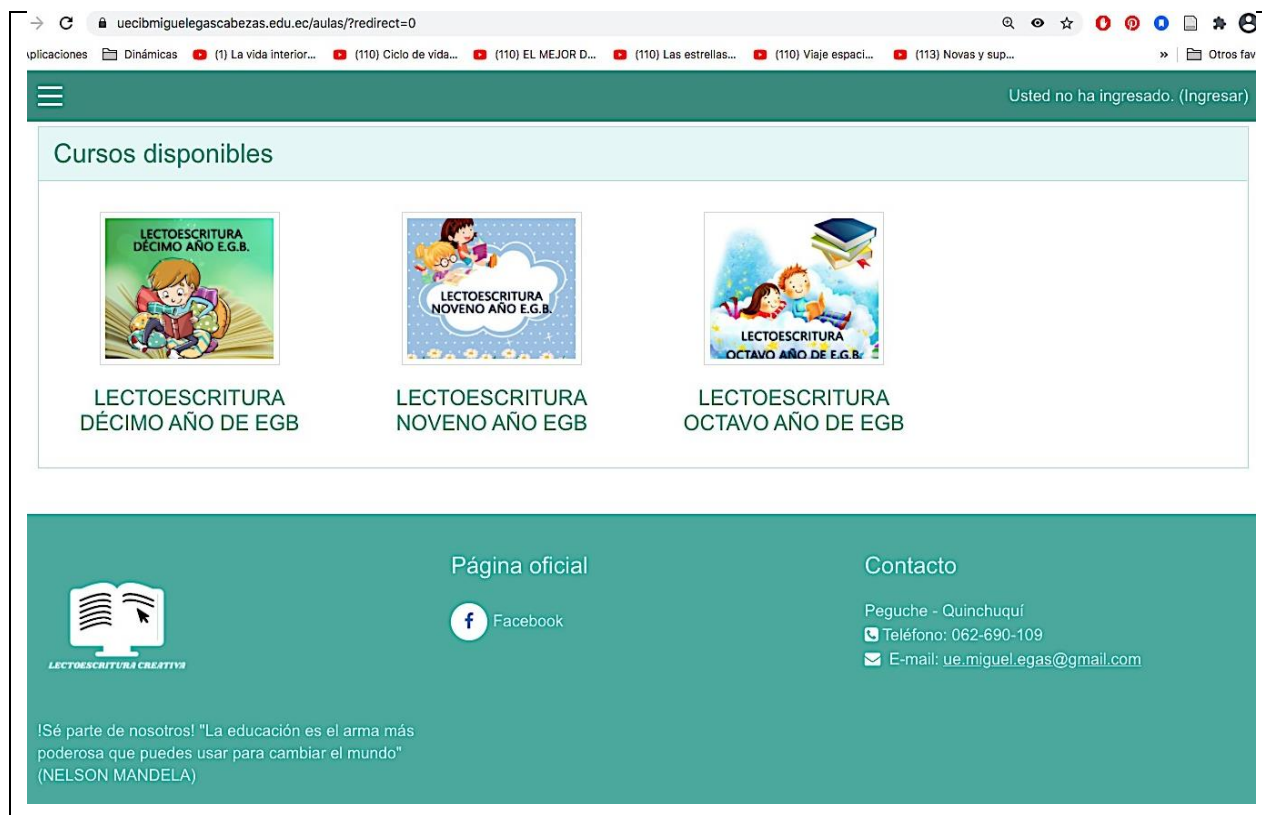 uecibmiguelegascabezas.edu.ec/aulas/?redirect=0
plicaciones Dinámicas (1) La vida interior... (110) Ciclo de vida... (110) EL MEJOR D... (110) Las estrellas... (110) Viaje espaci... (113) Novas y sup... » Otros fav
Usted no ha ingresado. (Ingresar)
Cursos disponibles
LECTOESCRITURA
DÉCIMO AÑO E.G.B.
LECTOESCRITURA
NOVENO AÑO E.G.B.
LECTOESCRITURA
OCTAVO AÑO DE E.G.B.
LECTOESCRITURA
DÉCIMO AÑO DE EGB
LECTOESCRITURA
NOVENO AÑO EGB
LECTOESCRITURA
OCTAVO AÑO DE EGB
LECTOESCRITURA CREATIVA
!Sé parte de nosotros! "La educación es el arma más
poderosa que puedes usar para cambiar el mundo"
(NELSON MANDELA)
Página oficial
Facebook
Contacto
Peguche - Quinchuquí
Teléfono: 062-690-109
E-mail: ue.miguel.egas@gmail.com